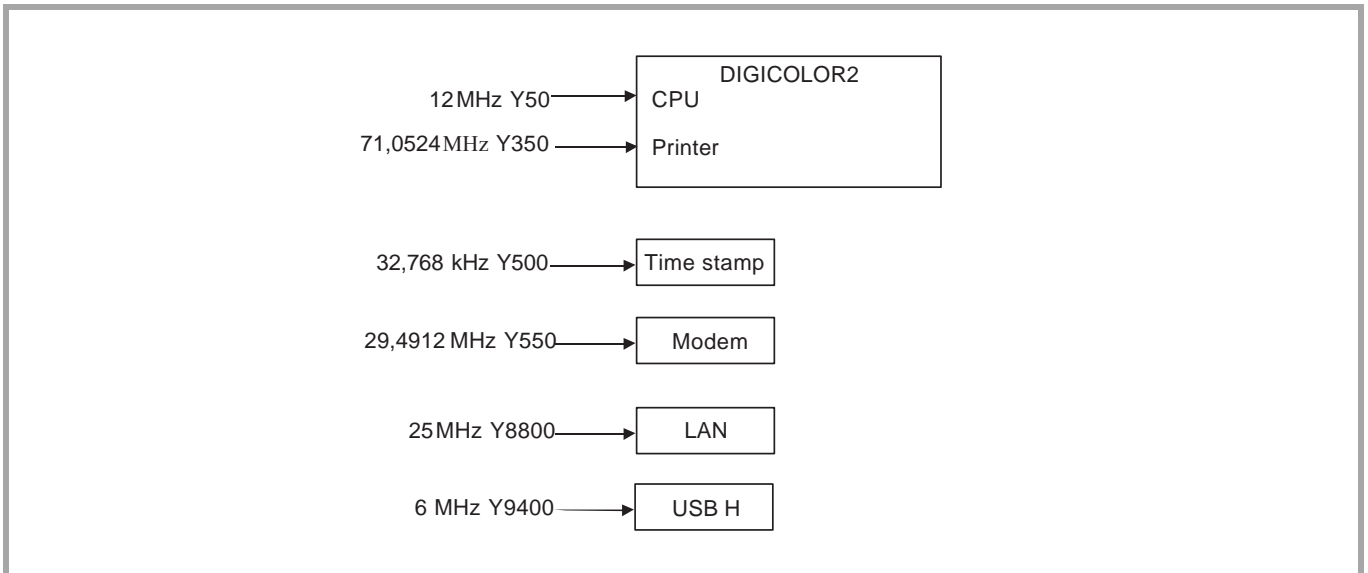 DIGICOLOR2
12MHz Y50 CPU
71,0524MHz Y350 Printer
32,768 kHz Y500 Time stamp
29,4912 MHz Y550 Modem
25MHz Y8800 LAN
6 MHz Y9400 USB H